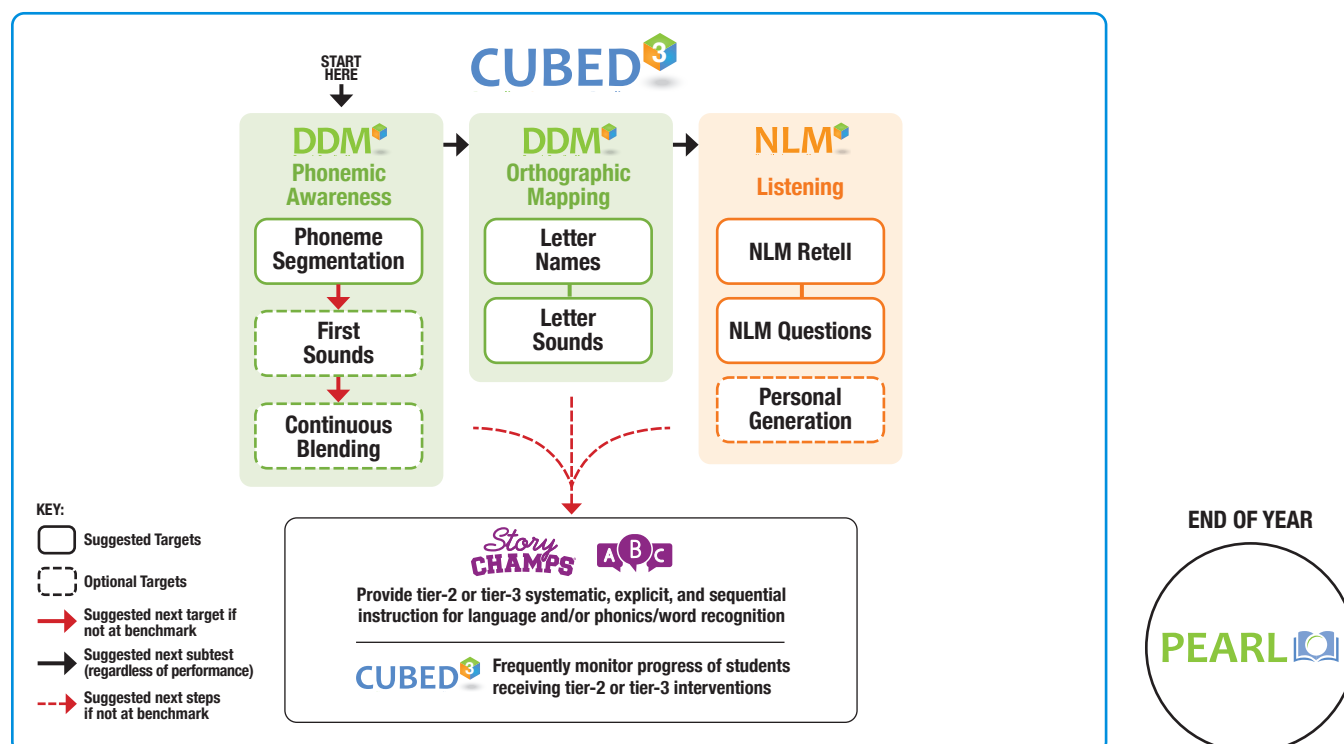 START
HERE
CUBED3
DDM
Phonemic
Awareness
Phoneme
Segmentation
First
Sounds
Continuous
Blending
DDM
Orthographic
Mapping
Letter
Names
Letter
Sounds
NLM
Listening
NLM Retell
NLM Questions
Personal
Generation
KEY:
Suggested Targets
Optional Targets
Suggested next target if
not at benchmark
Suggested next subtest
(regardless of performance)
Suggested next steps
if not at benchmark
Story
CHAMPS
A B C
Provide tier-2 or tier-3 systematic, explicit, and sequential
instruction for language and/or phonics/word recognition
CUBED3
Frequently monitor progress of students
receiving tier-2 or tier-3 interventions
END OF YEAR
PEARL